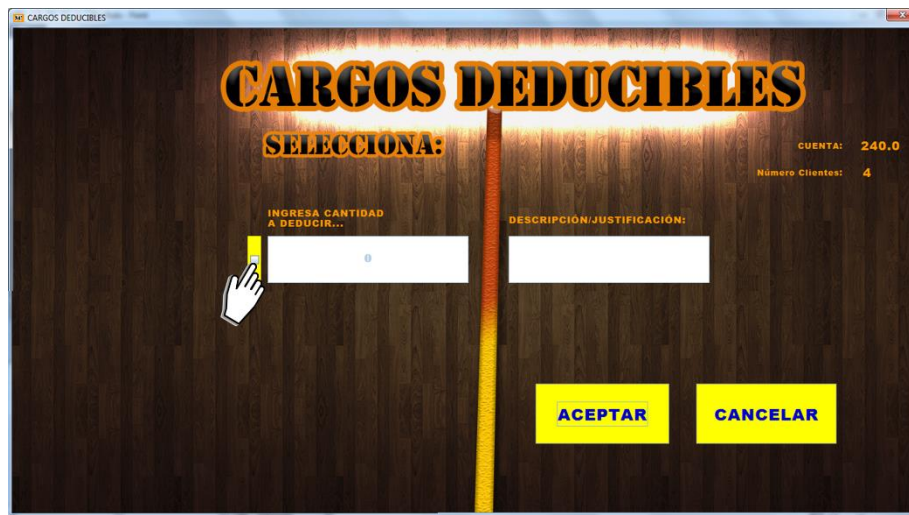 CARGOS DEDUCIBLES
CARGOS DEDUCIBLES
SELECCIONA:
CUENTA: 240.0
Número Clientes: 4
INGRESA CANTIDAD
A DEDUCIR...
DESCRIPCIÓN/JUSTIFICACIÓN:
0
ACEPTAR
CANCELAR